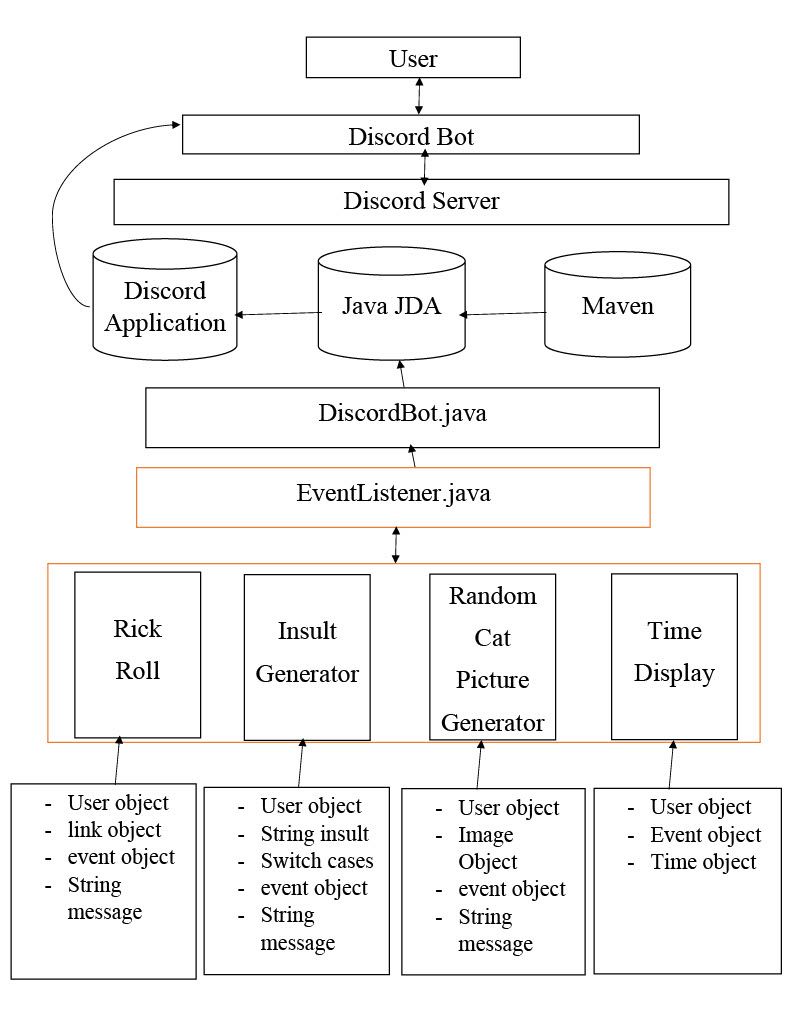 User
Discord Bot
Discord Server
Discord
Application
Java JDA
Maven
DiscordBot.java
EventListener.java
Rick
Roll
Insult
Generator
Random
Cat
Picture
Generator
Time
Display
- User object
- link object
- event object
- String
message
- User object
- String insult
- Switch cases
- event object
- String
message
- User object
- Image
Object
- event object
- String
message
- User object
- Event object
- Time object